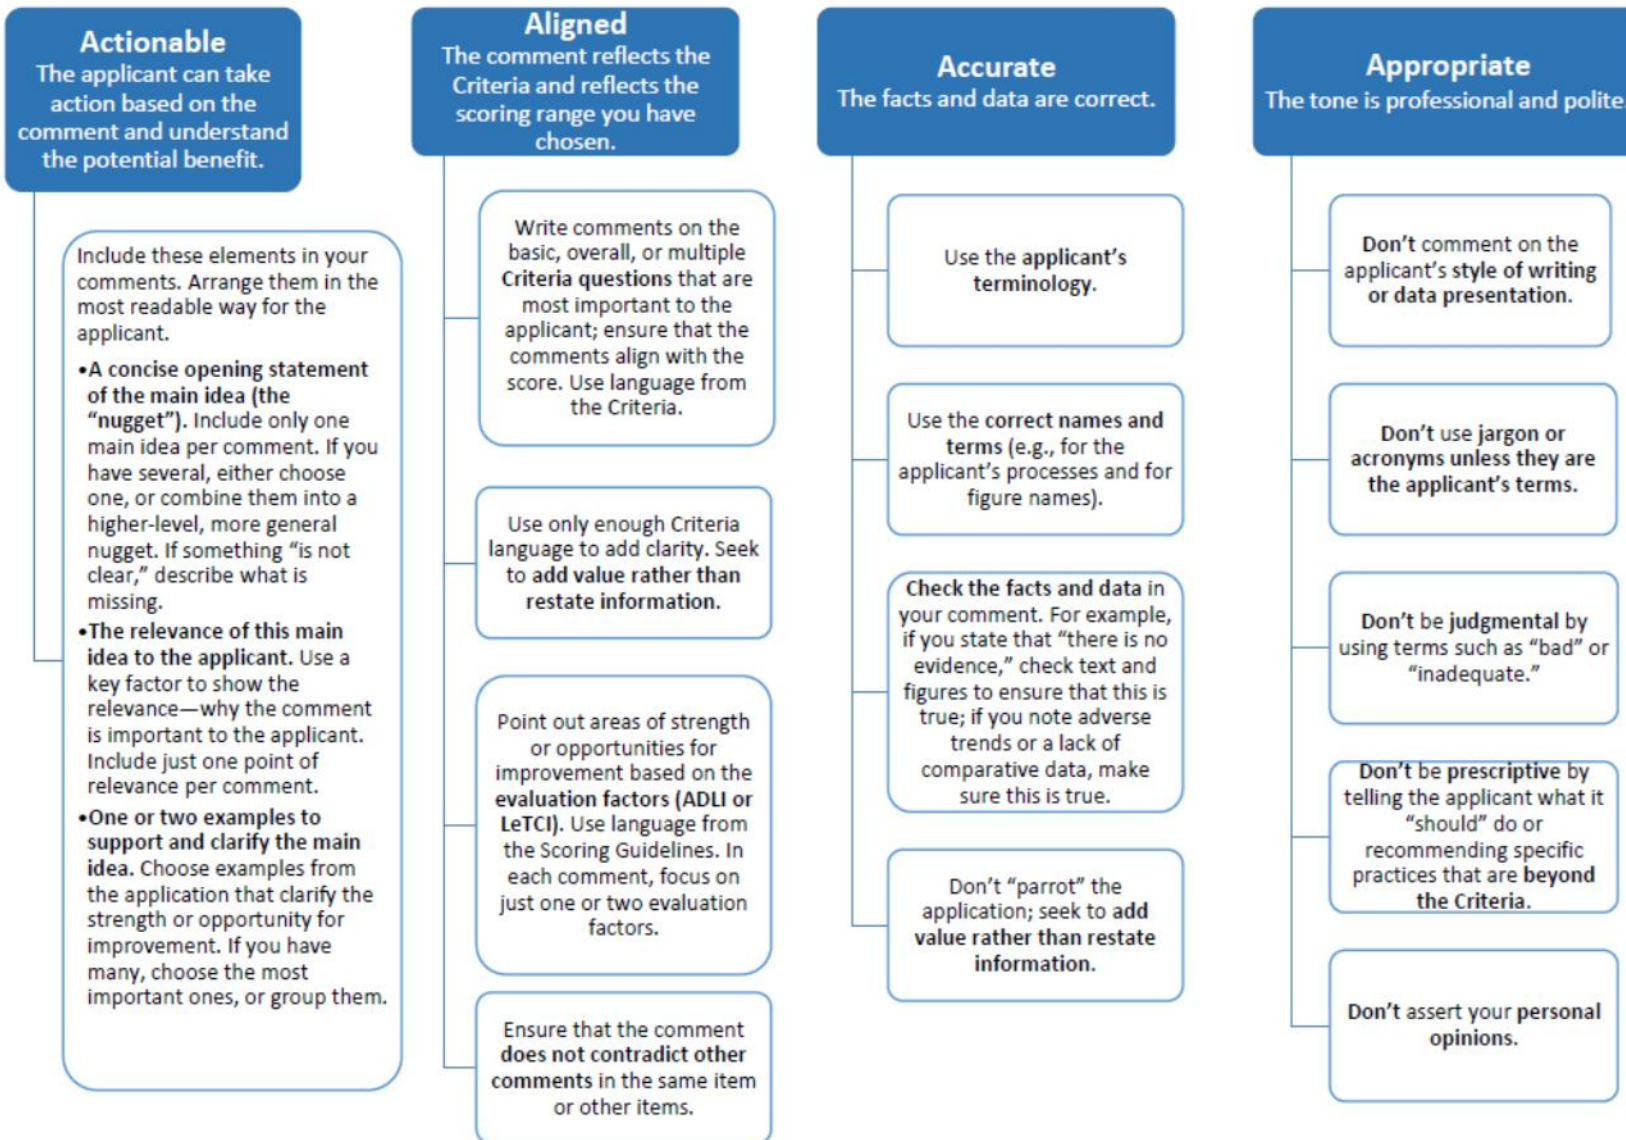 Actionable
The applicant can take
action based on the
comment and understand
the potential benefit.
Include these elements in your
comments. Arrange them in the
most readable way for the
applicant.
•A concise opening statement
of the main idea (the
“nugget”). Include only one
main idea per comment. If you
have several, either choose
one, or combine them into a
higher-level, more general
nugget. If something “is not
clear,” describe what is
missing.
•The relevance of this main
idea to the applicant. Use a
key factor to show the
relevance—why the comment
is important to the applicant.
Include just one point of
relevance per comment.
•One or two examples to
support and clarify the main
idea. Choose examples from
the application that clarify the
strength or opportunity for
improvement. If you have
many, choose the most
important ones, or group them.
Aligned
The comment reflects the
Criteria and reflects the
scoring range you have
chosen.
Write comments on the
basic, overall, or multiple
Criteria questions that are
most important to the
applicant; ensure that the
comments align with the
score. Use language from
the Criteria.
Use only enough Criteria
language to add clarity. Seek
to add value rather than
restate information.
Point out areas of strength
or opportunities for
improvement based on the
evaluation factors (ADLI or
LeTCI). Use language from
the Scoring Guidelines. In
each comment, focus on
just one or two evaluation
factors.
Ensure that the comment
does not contradict other
comments in the same item
or other items.
Accurate
The facts and data are correct.
Use the applicant’s
terminology.
Use the correct names and
terms (e.g., for the
applicant’s processes and for
figure names).
Check the facts and data in
your comment. For example,
if you state that “there is no
evidence,” check text and
figures to ensure that this is
true; if you note adverse
trends or a lack of
comparative data, make
sure this is true.
Don’t “parrot” the
application; seek to add
value rather than restate
information.
Appropriate
The tone is professional and polite.
Don’t comment on the
applicant’s style of writing
or data presentation.
Don’t use jargon or
acronyms unless they are
the applicant’s terms.
Don’t be judgmental by
using terms such as “bad” or
“inadequate.”
Don’t be prescriptive by
telling the applicant what it
“should” do or
recommending specific
practices that are beyond
the Criteria.
Don’t assert your personal
opinions.